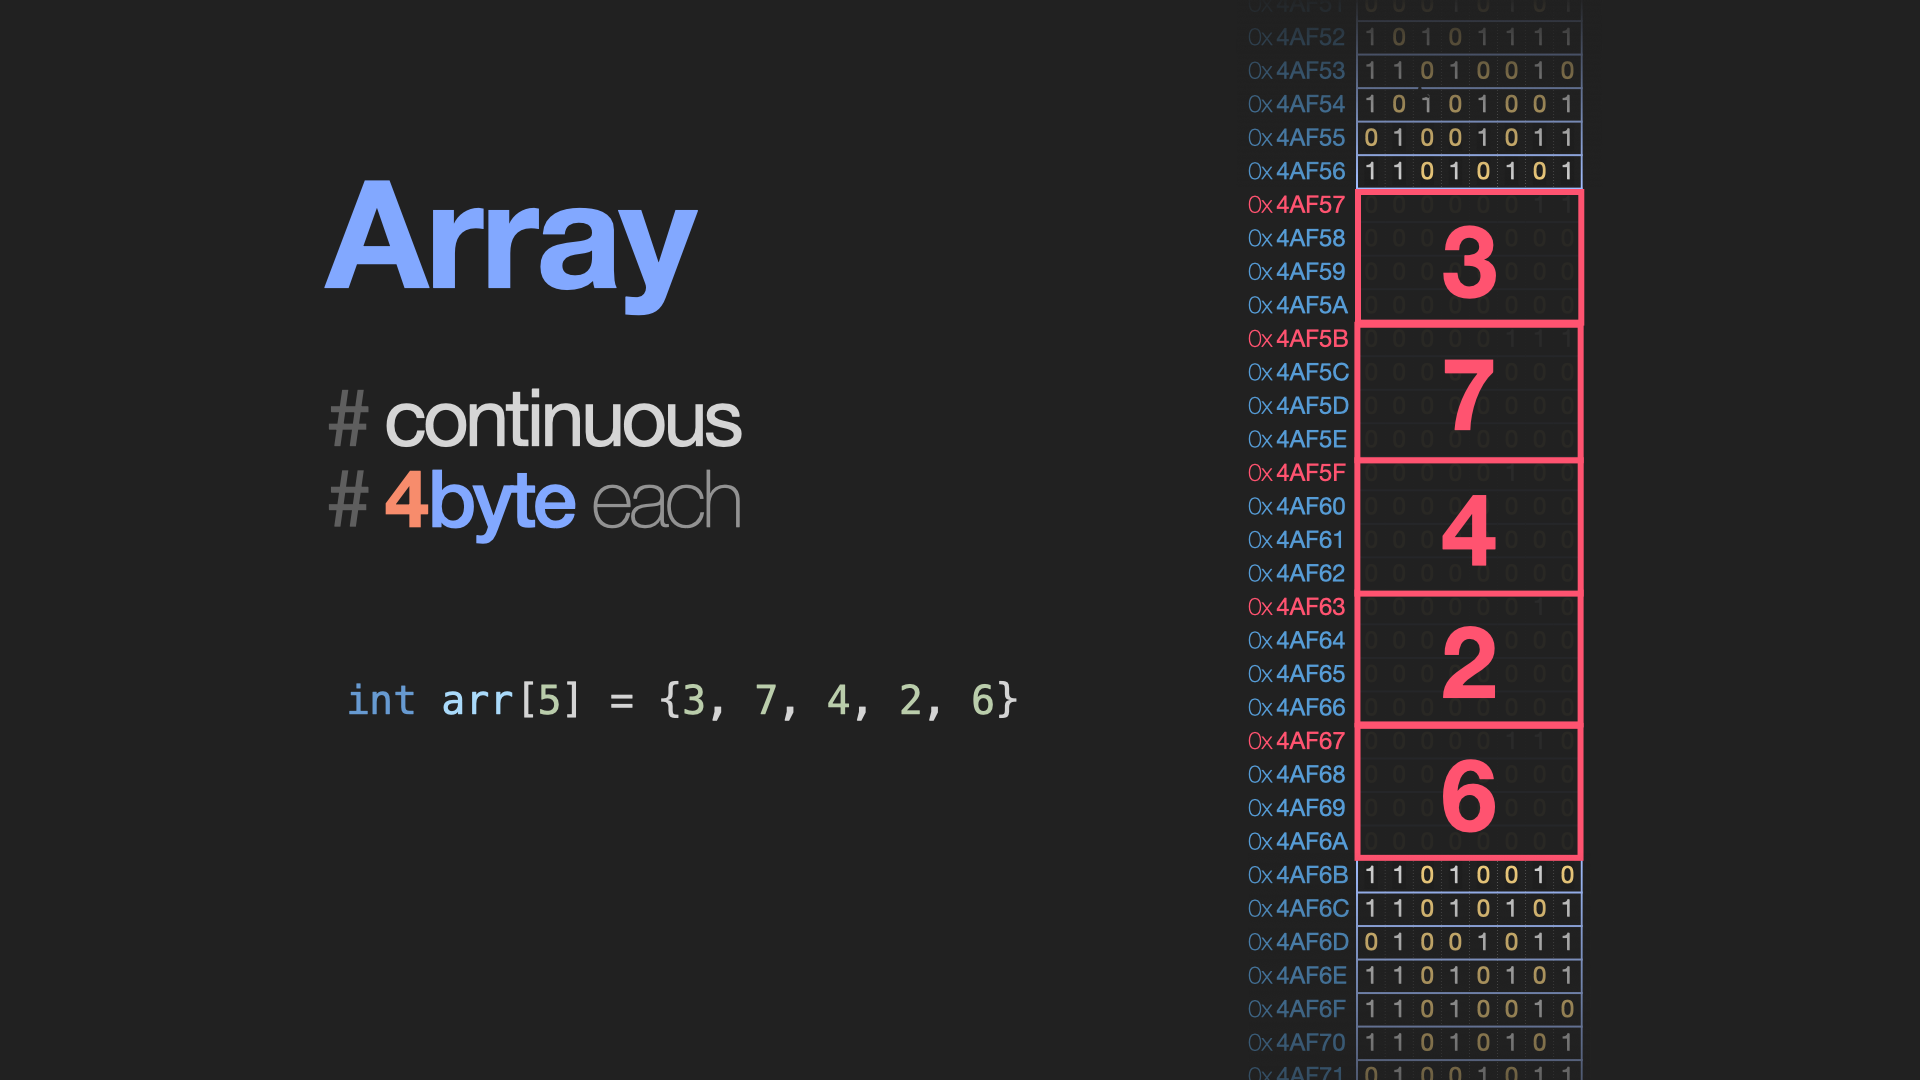 Array
# continuous
# 4byte each
int arr[5] = {3, 7, 4, 2, 6}
0x4AF52 1 0 1 0 1 1 1 1
0x4AF53 1 1 0 1 0 0 1 0
0x4AF54 1 0 1 0 1 0 0 1
0x4AF55 0 1 0 0 1 0 1 1
0x4AF56 1 1 0 1 0 1 0 1
0x4AF57
0x4AF58
3
0x4AF59
0x4AF5A
0x4AF5B
0x4AF5C
7
0x4AF5D
0x4AF5E
0x4AF5F
0x4AF60
4
0x4AF61
0x4AF62
0x4AF63
0x4AF64
2
0x4AF65
0x4AF66
0x4AF67
0x4AF68
6
0x4AF69
0x4AF6A
0x4AF6B 1 1 0 1 0 0 1 0
0x4AF6C 1 1 0 1 0 1 0 1
0x4AF6D 0 1 0 0 1 0 1 1
0x4AF6E 1 1 0 1 0 1 0 1
0x4AF6F 1 1 0 1 0 0 1 0
0x4AF70 1 1 0 1 0 1 0 1
0x4AF71 0 1 0 0 1 0 1 1